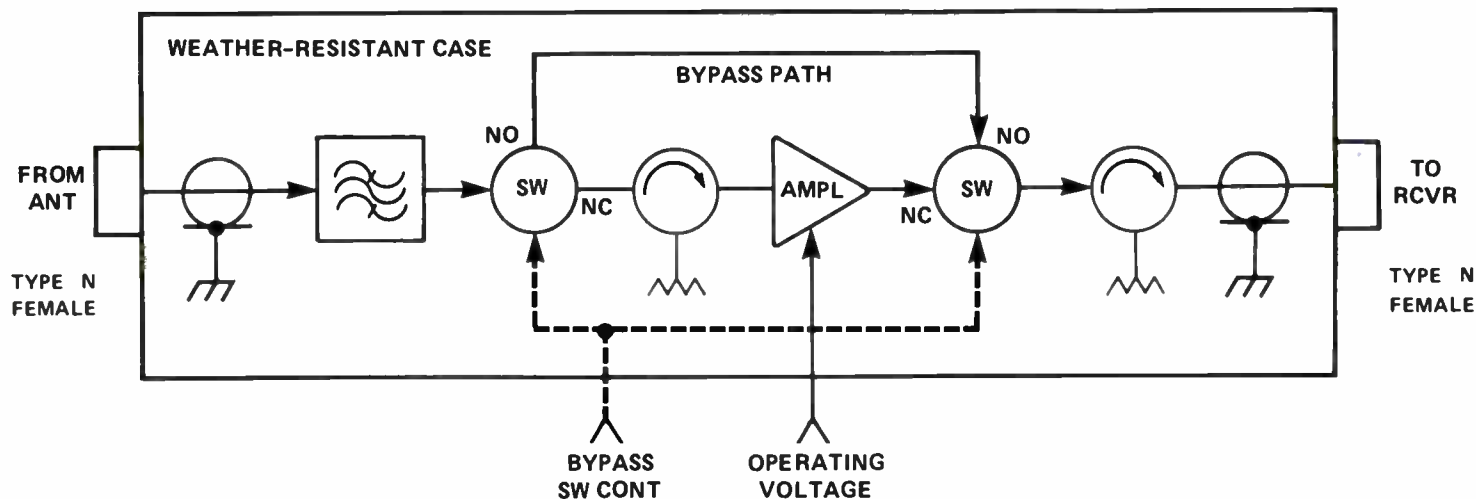 WEATHER-RESISTANT CASE
BYPASS PATH
FROM
ANT
TYPE N
FEMALE
NO
SW
NC
AMPL
NO
SW
NC
TO
RCVR
TYPE N
FEMALE
BYPASS
SW CONT
OPERATING
VOLTAGE